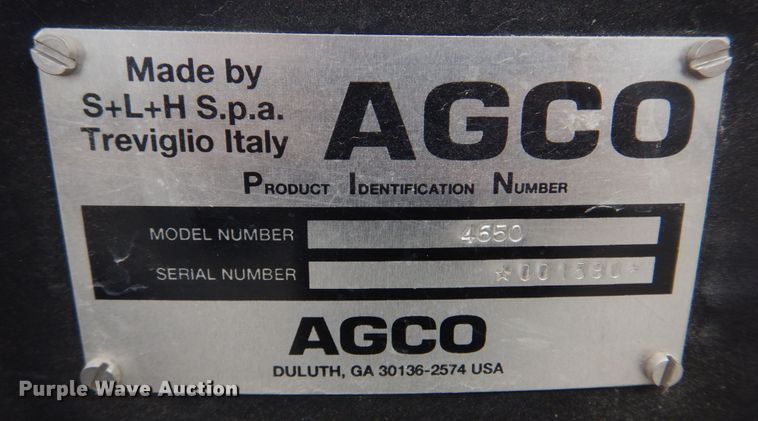 Made by
S+L+H S.p.a.
Treviglio Italy
AGCO
PRODUCT IDENTIFICATION NUMBER
MODEL NUMBER 4650
SERIAL NUMBER
AGCO
DULUTH, GA 30136-2574 USA
Purple Wave Auction